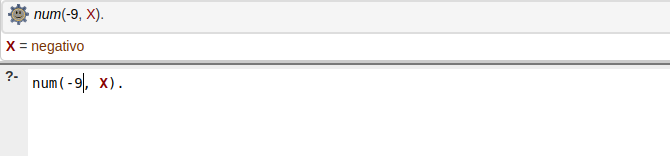 num(-9, X).
X = negativo
?- num(-9, X).